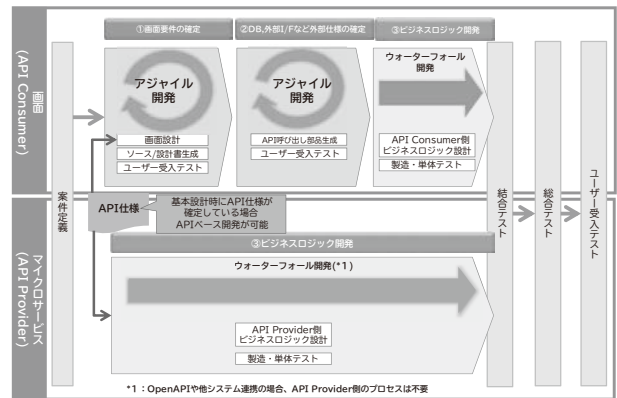 ①画面要件の確定
②DB、外部I/Fなど外部仕様の確定
③ビジネスロジック開発
画面
(API Consumer)
案件定義
アジャイル
開発
画面設計
ソース/設計書生成
ユーザー受入テスト
アジャイル
開発
API呼び出し部品生成
ユーザー受入テスト
ウォーターフォール
開発
API Consumer側
ビジネスロジック設計
製造・単体テスト
API仕様
基本設計時にAPI仕様が
確定している場合
APIベース開発が可能
結合テスト
総合テスト
ユーザー受入テスト
マイクロサービス
(API Provider)
③ビジネスロジック開発
ウォーターフォール開発(*1)
API Provider側
ビジネスロジック設計
製造・単体テスト
*1：OpenAPIや他システム連携の場合、API Provider側のプロセスは不要